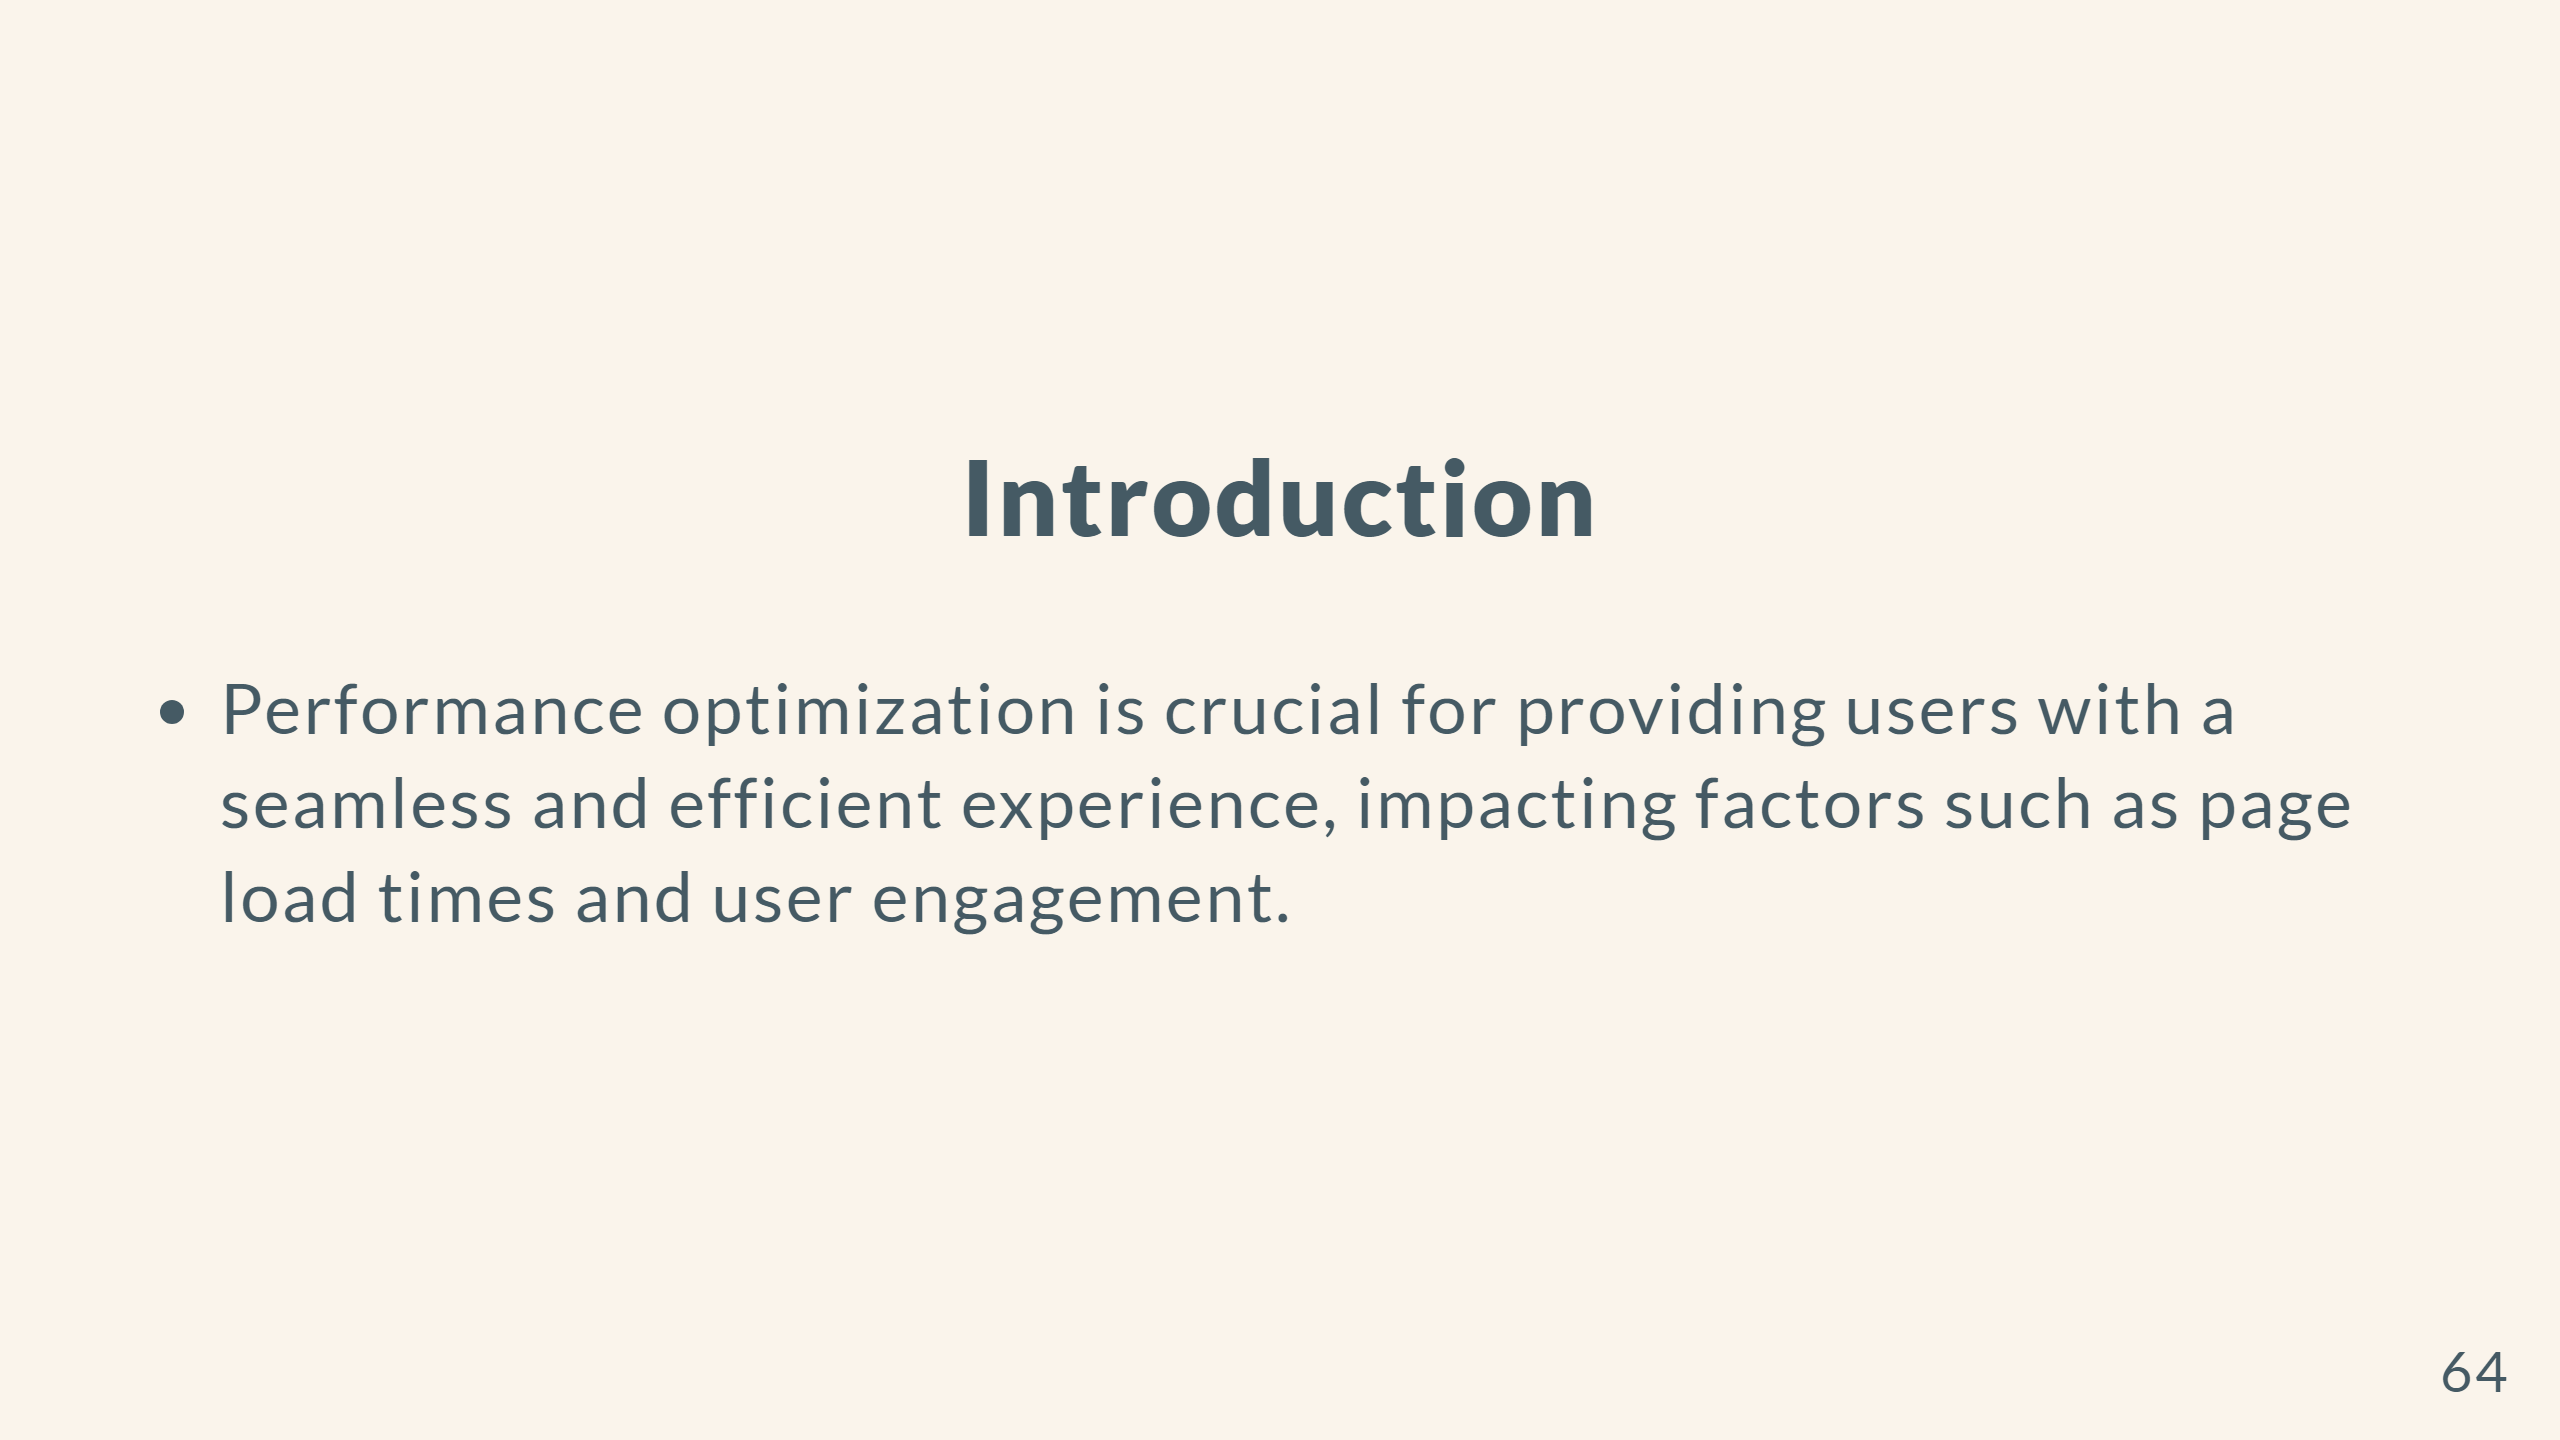 Introduction
• Performance optimization is crucial for providing users with a
seamless and efficient experience, impacting factors such as page
load times and user engagement.
64